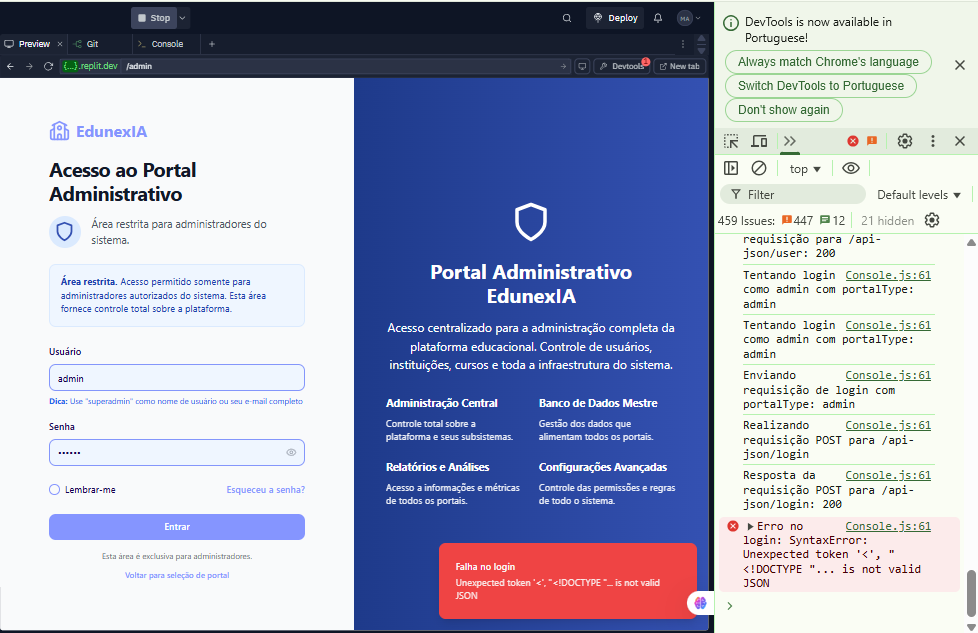 Stop
Deploy
MA
Preview
Git
Console
{...}.replit.dev /admin
Devtools
1
New tab
EdunexIA
Acesso ao Portal
Administrativo
Área restrita para administradores do
sistema.
Área restrita. Acesso permitido somente para
administradores autorizados do sistema. Esta área
fornece controle total sobre a plataforma.
Usuário
admin
Dica: Use "superadmin" como nome de usuário ou seu e-mail completo
Senha
••••••
Lembrar-me
Esqueceu a senha?
Entrar
Esta área é exclusiva para administradores.
Voltar para seleção de portal
Portal Administrativo
EdunexIA
Acesso centralizado para a administração completa da
plataforma educacional. Controle de usuários,
instituições, cursos e toda a infraestrutura do sistema.
Administração Central
Controle total sobre a
plataforma e seus subsistemas.
Banco de Dados Mestre
Gestão dos dados que
alimentam todos os portais.
Relatórios e Análises
Acesso a informações e métricas
de todos os portais.
Configurações Avançadas
Controle das permissões e regras
de todo o sistema.
Falha no login
Unexpected token '<', "<!DOCTYPE "... is not valid
JSON
DevTools is now available in
Portuguese!
Always match Chrome's language
Switch DevTools to Portuguese
Don't show again
top
Filter
Default levels
459 Issues: 447 12
21 hidden
requisição para /api-
json/user: 200
Tentando login Console.js:61
como admin com portalType:
admin
Tentando login Console.js:61
como admin com portalType:
admin
Enviando Console.js:61
requisição de login com
portalType: admin
Realizando Console.js:61
requisição POST para /api-
json/login
Resposta da Console.js:61
requisição POST para /api-
json/login: 200
Erro no Console.js:61
login: SyntaxError:
Unexpected token '<', "
<!DOCTYPE "... is not valid
JSON